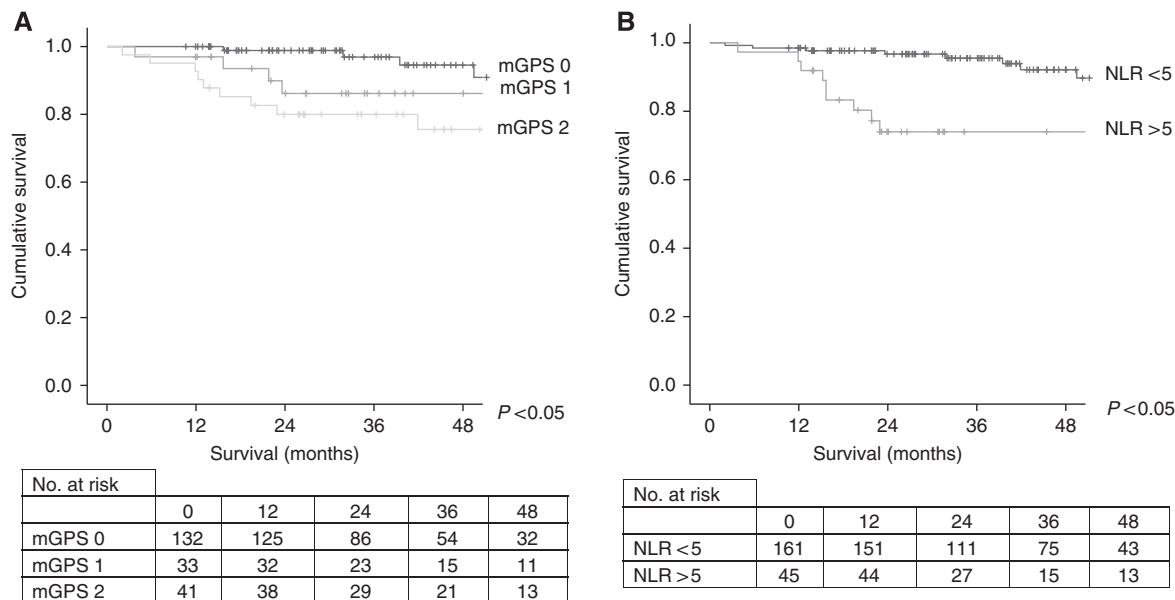 A
1.0
0.8
0.6
0.4
0.2
0.0
Cumulative survival
mGPS 0
mGPS 1
mGPS 2
P<0.05
0 12 24 36 48
Survival (months)
No. at risk
0 12 24 36 48
mGPS 0 132 125 86 54 32
mGPS 1 33 32 23 15 11
mGPS 2 41 38 29 21 13
B
1.0
0.8
0.6
0.4
0.2
0.0
Cumulative survival
NLR <5
NLR >5
P<0.05
0 12 24 36 48
Survival (months)
No. at risk
0 12 24 36 48
NLR <5 161 151 111 75 43
NLR >5 45 44 27 15 13